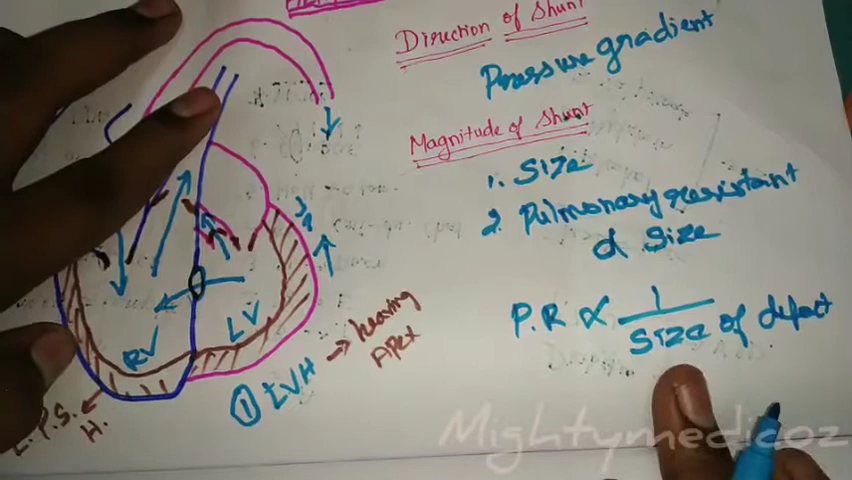 Direction of Shunt
Pressure gradient
Magnitude of Shunt
1. Size
2. Pulmonary resistant
α Size
P.R ∝ 1/Size of defect
RV
LV
① LVH → heaving
Apex
L.P.S.
H.
Mightymedicoz